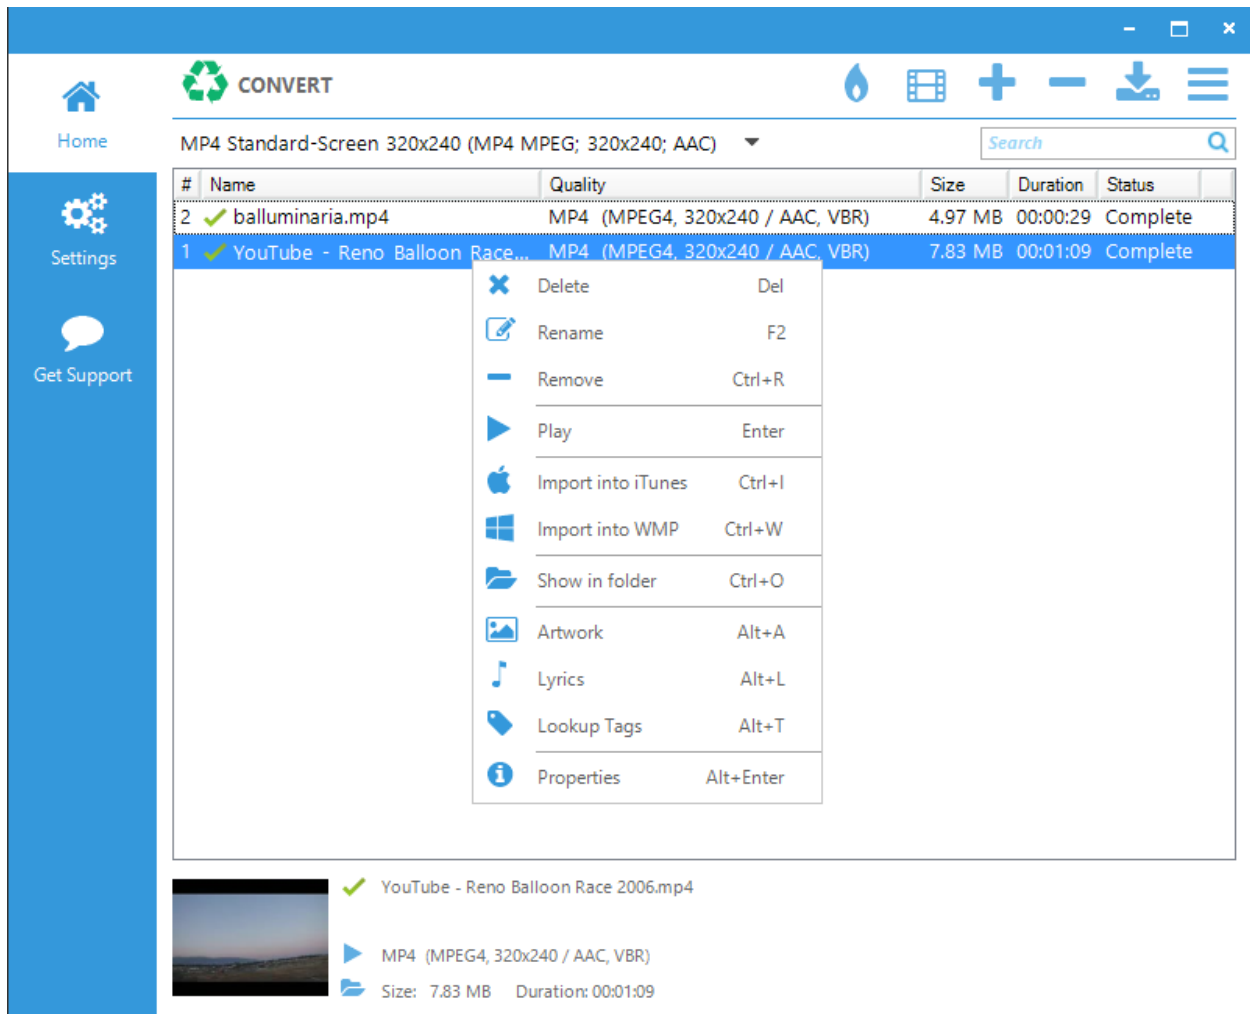 CONVERT
Home
MP4 Standard-Screen 320x240 (MP4 MPEG; 320x240; AAC)
Search
# Name Quality Size Duration Status
2 balluminaria.mp4 MP4 (MPEG4, 320x240 / AAC, VBR) 4.97 MB 00:00:29 Complete
1 YouTube - Reno Balloon Race... MP4 (MPEG4, 320x240 / AAC, VBR) 7.83 MB 00:01:09 Complete
Settings
Get Support
Delete Del
Rename F2
Remove Ctrl+R
Play Enter
Import into iTunes Ctrl+I
Import into WMP Ctrl+W
Show in folder Ctrl+O
Artwork Alt+A
Lyrics Alt+L
Lookup Tags Alt+T
Properties Alt+Enter
YouTube - Reno Balloon Race 2006.mp4
MP4 (MPEG4, 320x240 / AAC, VBR)
Size: 7.83 MB Duration: 00:01:09